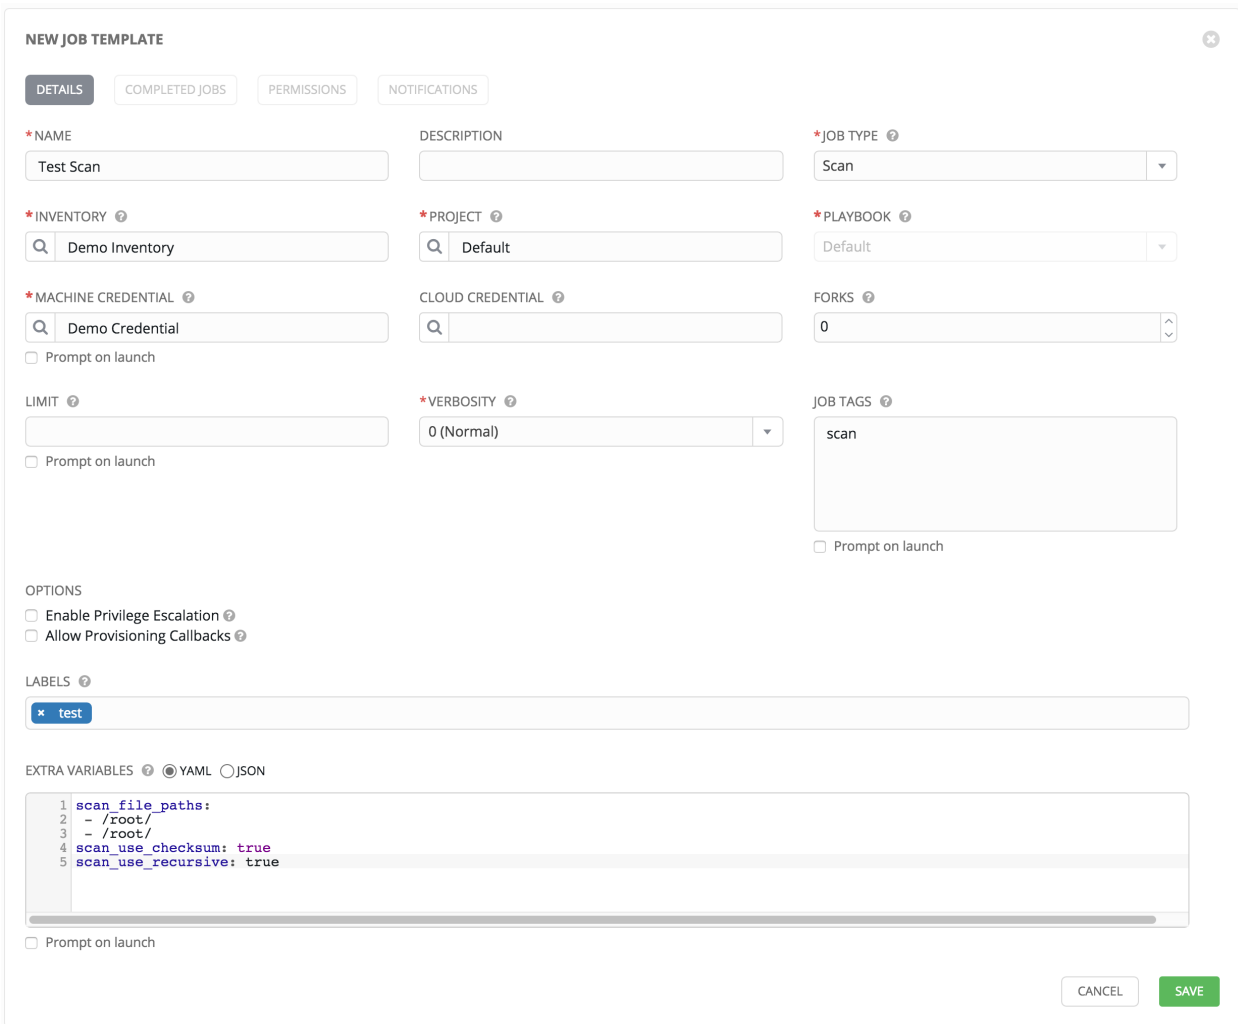 NEW JOB TEMPLATE
DETAILS COMPLETED JOBS PERMISSIONS NOTIFICATIONS
*NAME DESCRIPTION *JOB TYPE ?
Test Scan Scan
*INVENTORY ? *PROJECT ? *PLAYBOOK ?
Demo Inventory Default Default
*MACHINE CREDENTIAL ? CLOUD CREDENTIAL ? FORKS ?
Demo Credential 0
Prompt on launch
LIMIT ? *VERBOSITY ? JOB TAGS ?
0 (Normal) scan
Prompt on launch
Prompt on launch
OPTIONS
Enable Privilege Escalation ?
Allow Provisioning Callbacks ?
LABELS ?
× test
EXTRA VARIABLES ? YAML JSON
1 scan_file_paths:
2 - /root/
3 - /root/
4 scan_use_checksum: true
5 scan_use_recursive: true
Prompt on launch
CANCEL SAVE